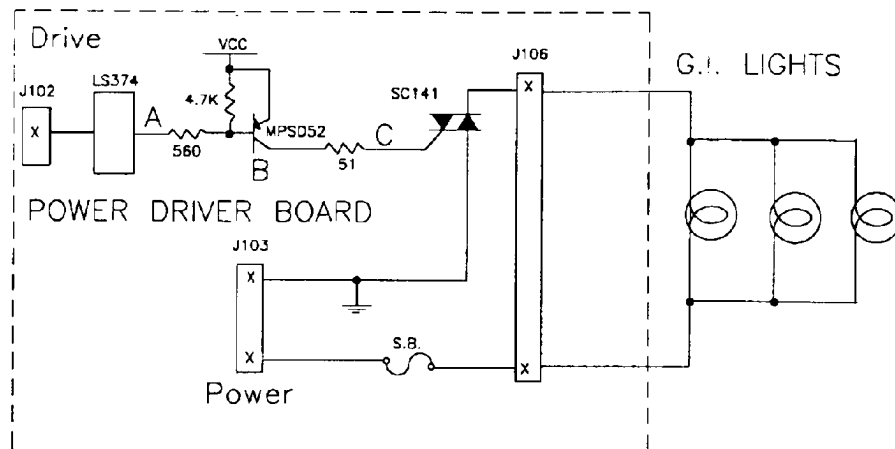 Drive
VCC
J106
G.I. LIGHTS
LS374
SC141
J102
4.7K
X
A
MPSD52
C
X
560
B
51
POWER DRIVER BOARD
J103
X
S.B.
X
X
Power